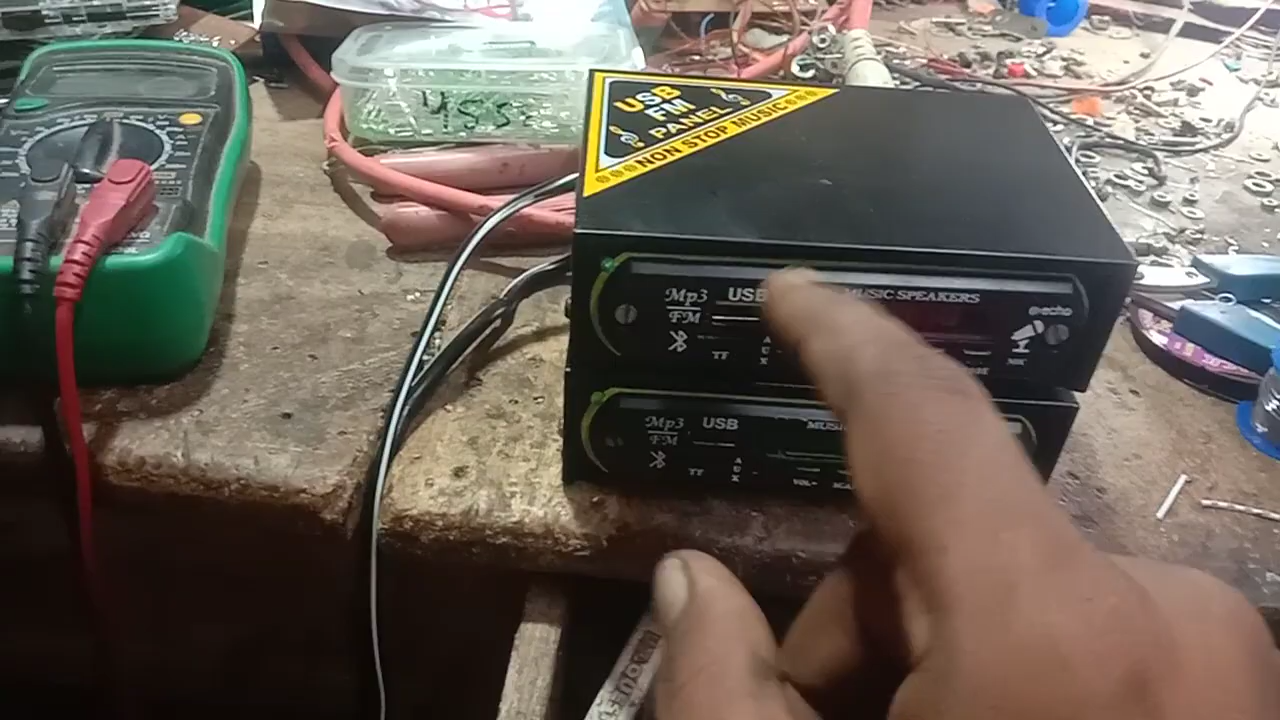 USB
FM
PANEL
NON STOP MUSIC
Mp3 USB MUSIC SPEAKERS
FM
echo
TF
AUX
MIC
Mp3 USB
FM
TF
AUX
VOL-